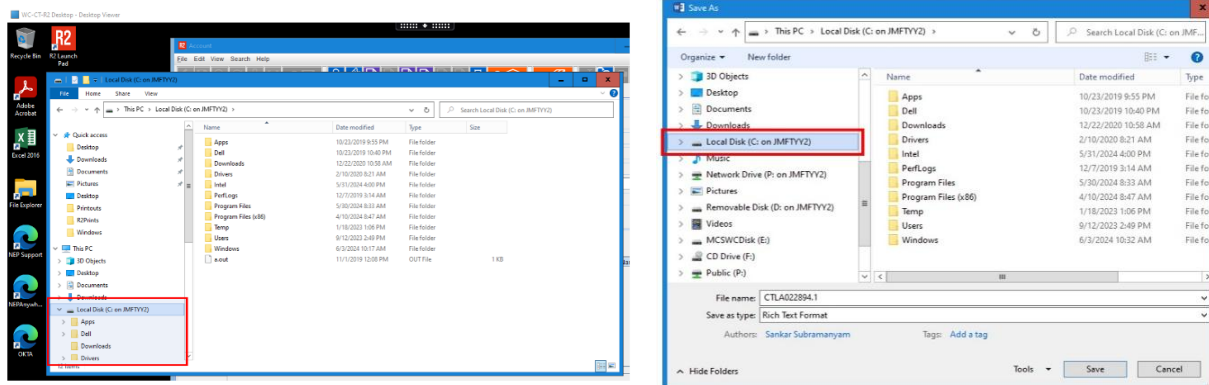 WC-CT-R2 Desktop - Desktop Viewer
Recycle Bin
R2 Launch Pad
Adobe Acrobat
Excel 2016
File Explorer
NEP Support
NEPAnywh...
OKTA
R2
File Edit View Search Help
Local Disk (C: on JMFTYY2)
File Home Share View
This PC > Local Disk (C: on JMFTYY2) >
Search Local Disk (C: on JMFTYY2)
Name Date modified Type Size
Quick access
Desktop
Downloads
Documents
Pictures
Desktop
Printouts
R2Prints
Windows
This PC
3D Objects
Desktop
Documents
Downloads
Local Disk (C: on JMFTYY2)
Apps
Dell
Downloads
Drivers
12 items
Apps 10/23/2019 9:55 PM File folder
Dell 10/23/2019 10:40 PM File folder
Downloads 12/22/2020 10:58 AM File folder
Drivers 2/10/2020 8:21 AM File folder
Intel 5/31/2024 4:00 PM File folder
PerfLogs 12/7/2019 3:14 AM File folder
Program Files 5/30/2024 8:33 AM File folder
Program Files (x86) 4/10/2024 8:47 AM File folder
Temp 1/18/2023 1:06 PM File folder
Users 9/12/2023 2:49 PM File folder
Windows 6/3/2024 10:17 AM File folder
a.out 11/1/2019 12:08 PM OUT File 1 KB
Save As
This PC > Local Disk (C: on JMFTYY2) >
Search Local Disk (C: on JMF...
Organize New folder
3D Objects
Desktop
Documents
Downloads
Local Disk (C: on JMFTYY2)
Music
Network Drive (P: on JMFTYY2)
Pictures
Removable Disk (D: on JMFTYY2)
Videos
MCSWCDisk (E:)
CD Drive (F:)
Public (P:)
Name Date modified Type
Apps 10/23/2019 9:55 PM File fo
Dell 10/23/2019 10:40 PM File fo
Downloads 12/22/2020 10:58 AM File fo
Drivers 2/10/2020 8:21 AM File fo
Intel 5/31/2024 4:00 PM File fo
PerfLogs 12/7/2019 3:14 AM File fo
Program Files 5/30/2024 8:33 AM File fo
Program Files (x86) 4/10/2024 8:47 AM File fo
Temp 1/18/2023 1:06 PM File fo
Users 9/12/2023 2:49 PM File fo
Windows 6/3/2024 10:32 AM File fo
File name: CTLA022894.1
Save as type: Rich Text Format
Authors: Sankar Subramanyam Tags: Add a tag
Hide Folders Tools Save Cancel